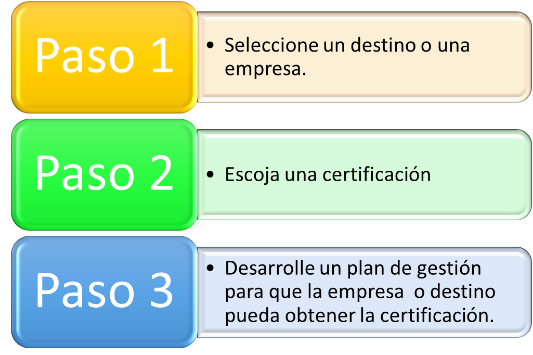 Paso 1
• Seleccione un destino o una
empresa.
Paso 2
• Escoja una certificación
Paso 3
• Desarrolle un plan de gestión
para que la empresa  o destino
pueda obtener la certificación.